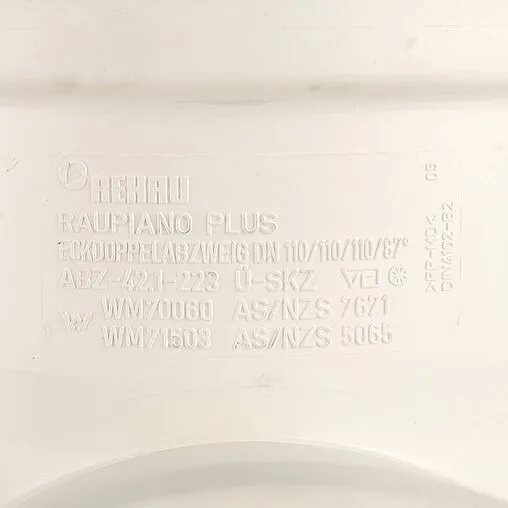 REHAU
RAUPIANO PLUS
ECKDOPPELABZWEIG DN 110/110/110/87°
ABZ-42.1-223 Ü-SKZ
WM70060 AS/NZS 7671
WM71503 AS/NZS 5065
>PP-MD< 05
DIN4102-B2